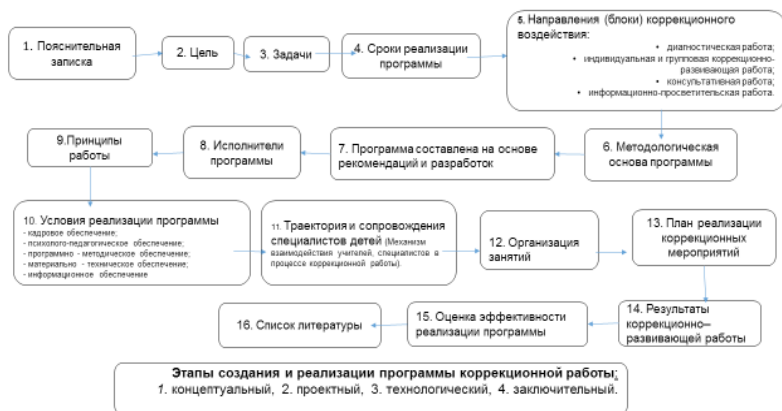 1. Пояснительная
записка
2. Цель
3. Задачи
4. Сроки реализации
программы
5. Направления (блоки) коррекционного
воздействия:
• диагностическая работа;
• индивидуальная и групповая коррекционно-
развивающая работа;
• консультативная работа;
• информационно-просветительская работа.
6. Методологическая
основа программы
7. Программа составлена на основе
рекомендаций и разработок
8. Исполнители
программы
9.Принципы
работы
10. Условия реализации программы
- кадровое обеспечение;
- психолого-педагогическое обеспечение;
- программно - методическое обеспечение;
- материально - техническое обеспечение;
- информационное обеспечение
11. Траектория и сопровождения
специалистов детей (Механизм
взаимодействия учителей, специалистов в
процессе коррекционной работы).
12. Организация
занятий
13. План реализации
коррекционных
мероприятий
14. Результаты
коррекционно–
развивающей работы
15. Оценка эффективности
реализации программы
16. Список литературы
Этапы создания и реализации программы коррекционной работы:
1. концептуальный, 2. проектный, 3. технологический, 4. заключительный.